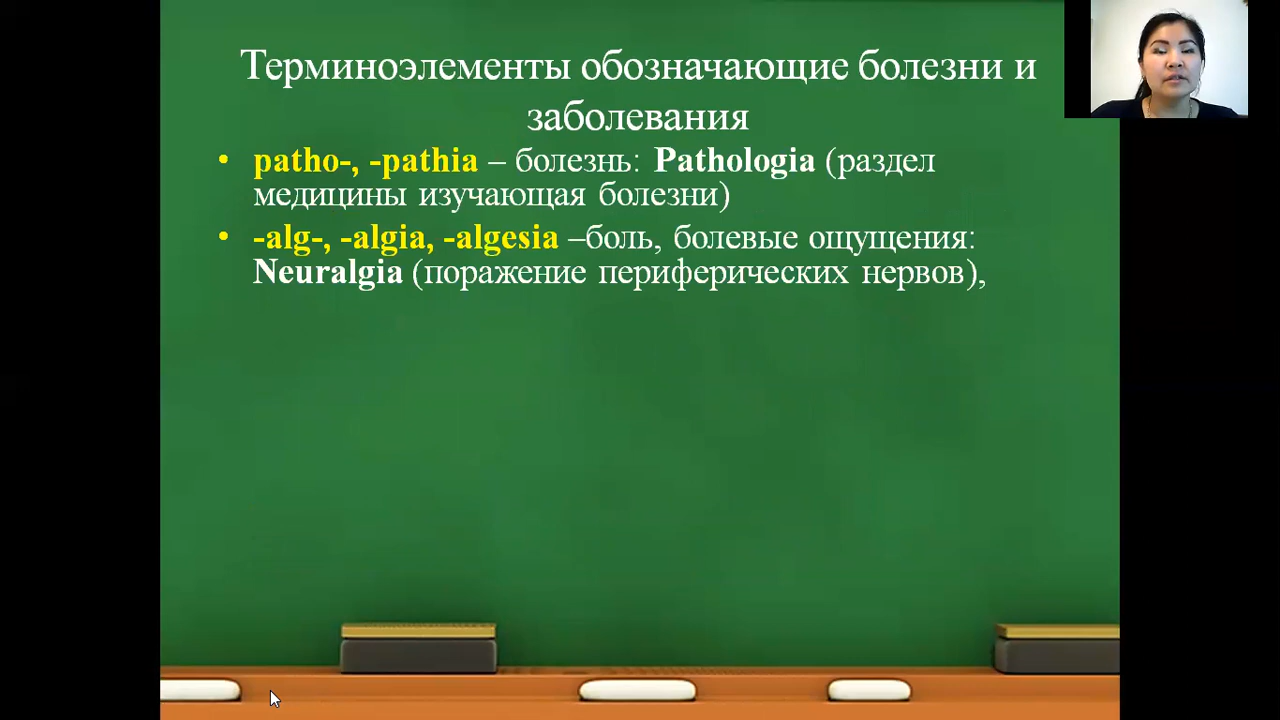 Терминоэлементы обозначающие болезни и
заболевания
• patho-, -pathia – болезнь: Pathologia (раздел
медицины изучающая болезни)
• -alg-, -algia, -algesia –боль, болевые ощущения:
Neuralgia (поражение периферических нервов),